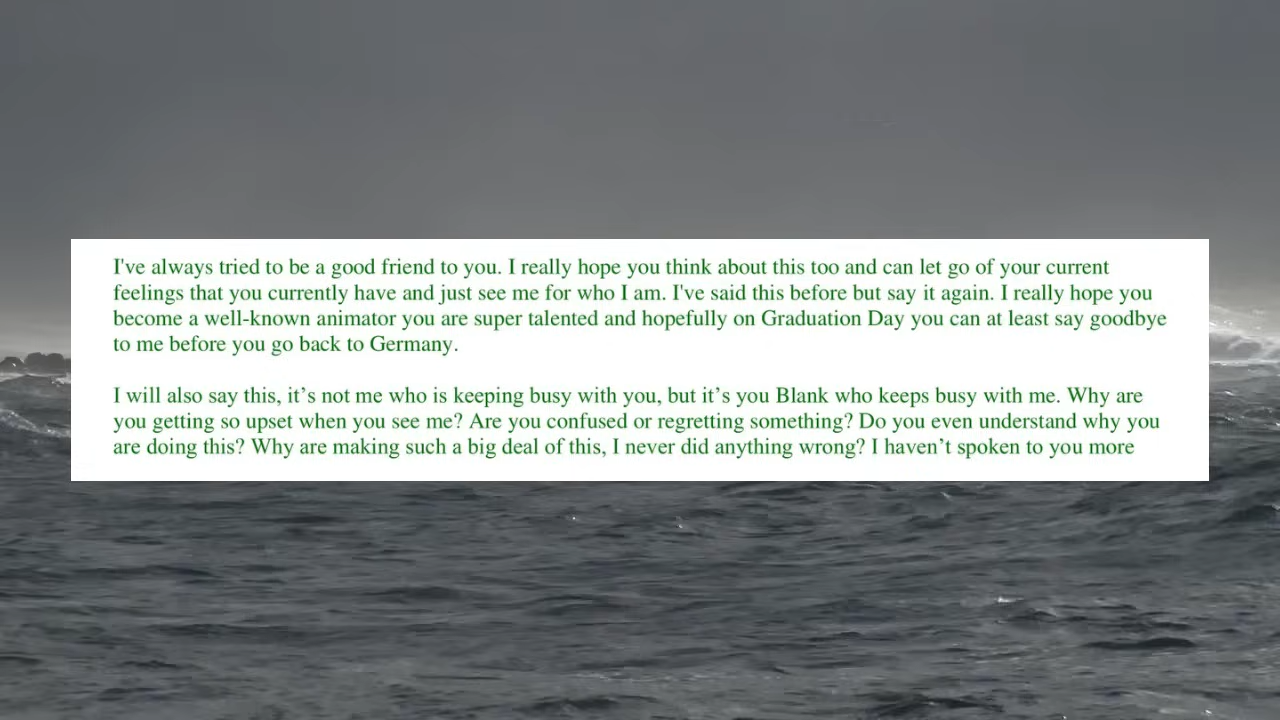 I've always tried to be a good friend to you. I really hope you think about this too and can let go of your current
feelings that you currently have and just see me for who I am. I've said this before but say it again. I really hope you
become a well-known animator you are super talented and hopefully on Graduation Day you can at least say goodbye
to me before you go back to Germany.
I will also say this, it’s not me who is keeping busy with you, but it’s you Blank who keeps busy with me. Why are
you getting so upset when you see me? Are you confused or regretting something? Do you even understand why you
are doing this? Why are making such a big deal of this, I never did anything wrong? I haven’t spoken to you more